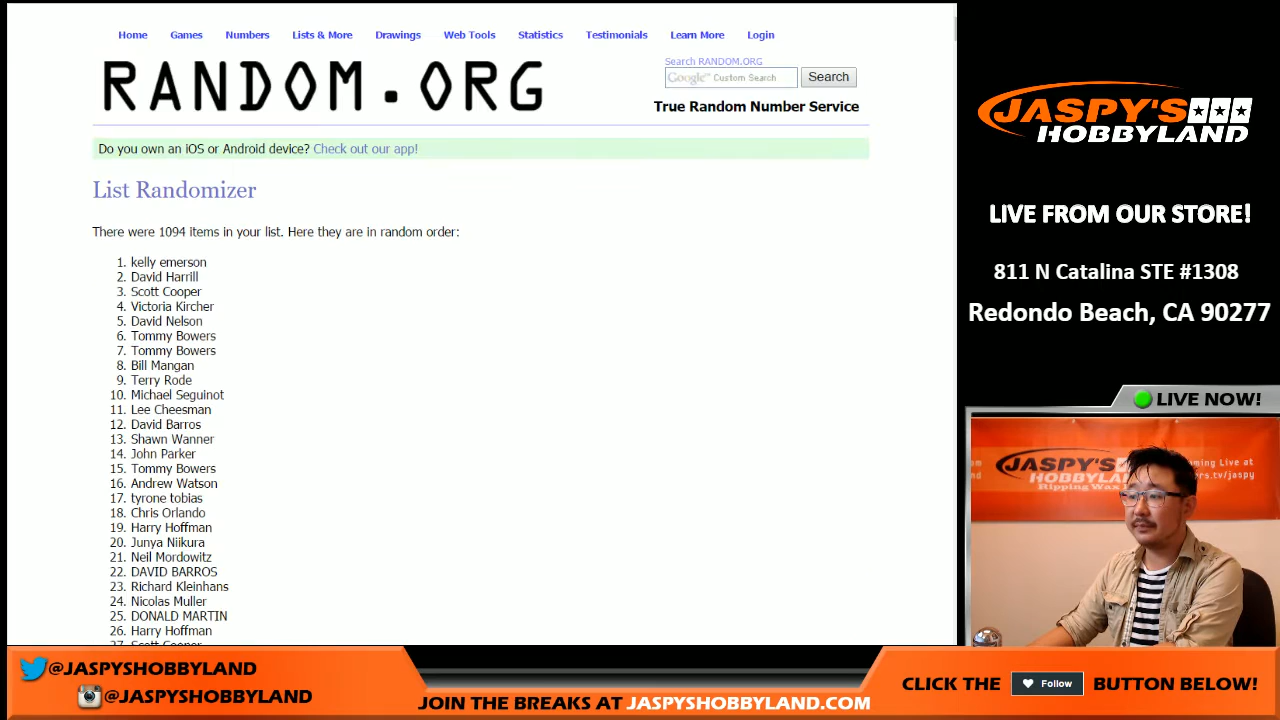 Home Games Numbers Lists & More Drawings Web Tools Statistics Testimonials Learn More Login
RANDOM.ORG
Search RANDOM.ORG
Google™ Custom Search Search
True Random Number Service
Do you own an iOS or Android device? Check out our app!
List Randomizer
There were 1094 items in your list. Here they are in random order:
1. kelly emerson
2. David Harrill
3. Scott Cooper
4. Victoria Kircher
5. David Nelson
6. Tommy Bowers
7. Tommy Bowers
8. Bill Mangan
9. Terry Rode
10. Michael Seguinot
11. Lee Cheesman
12. David Barros
13. Shawn Wanner
14. John Parker
15. Tommy Bowers
16. Andrew Watson
17. tyrone tobias
18. Chris Orlando
19. Harry Hoffman
20. Junya Niikura
21. Neil Mordowitz
22. DAVID BARROS
23. Richard Kleinhans
24. Nicolas Muller
25. DONALD MARTIN
26. Harry Hoffman
27. Scott Cooper
JASPY'S
HOBBYLAND
LIVE FROM OUR STORE!
811 N Catalina STE #1308
Redondo Beach, CA 90277
LIVE NOW!
JASPY'S
HOBBYLAND
Ripping Wax
@JASPYSHOBBYLAND
@JASPYSHOBBYLAND
JOIN THE BREAKS AT JASPYSHOBBYLAND.COM
CLICK THE Follow BUTTON BELOW!